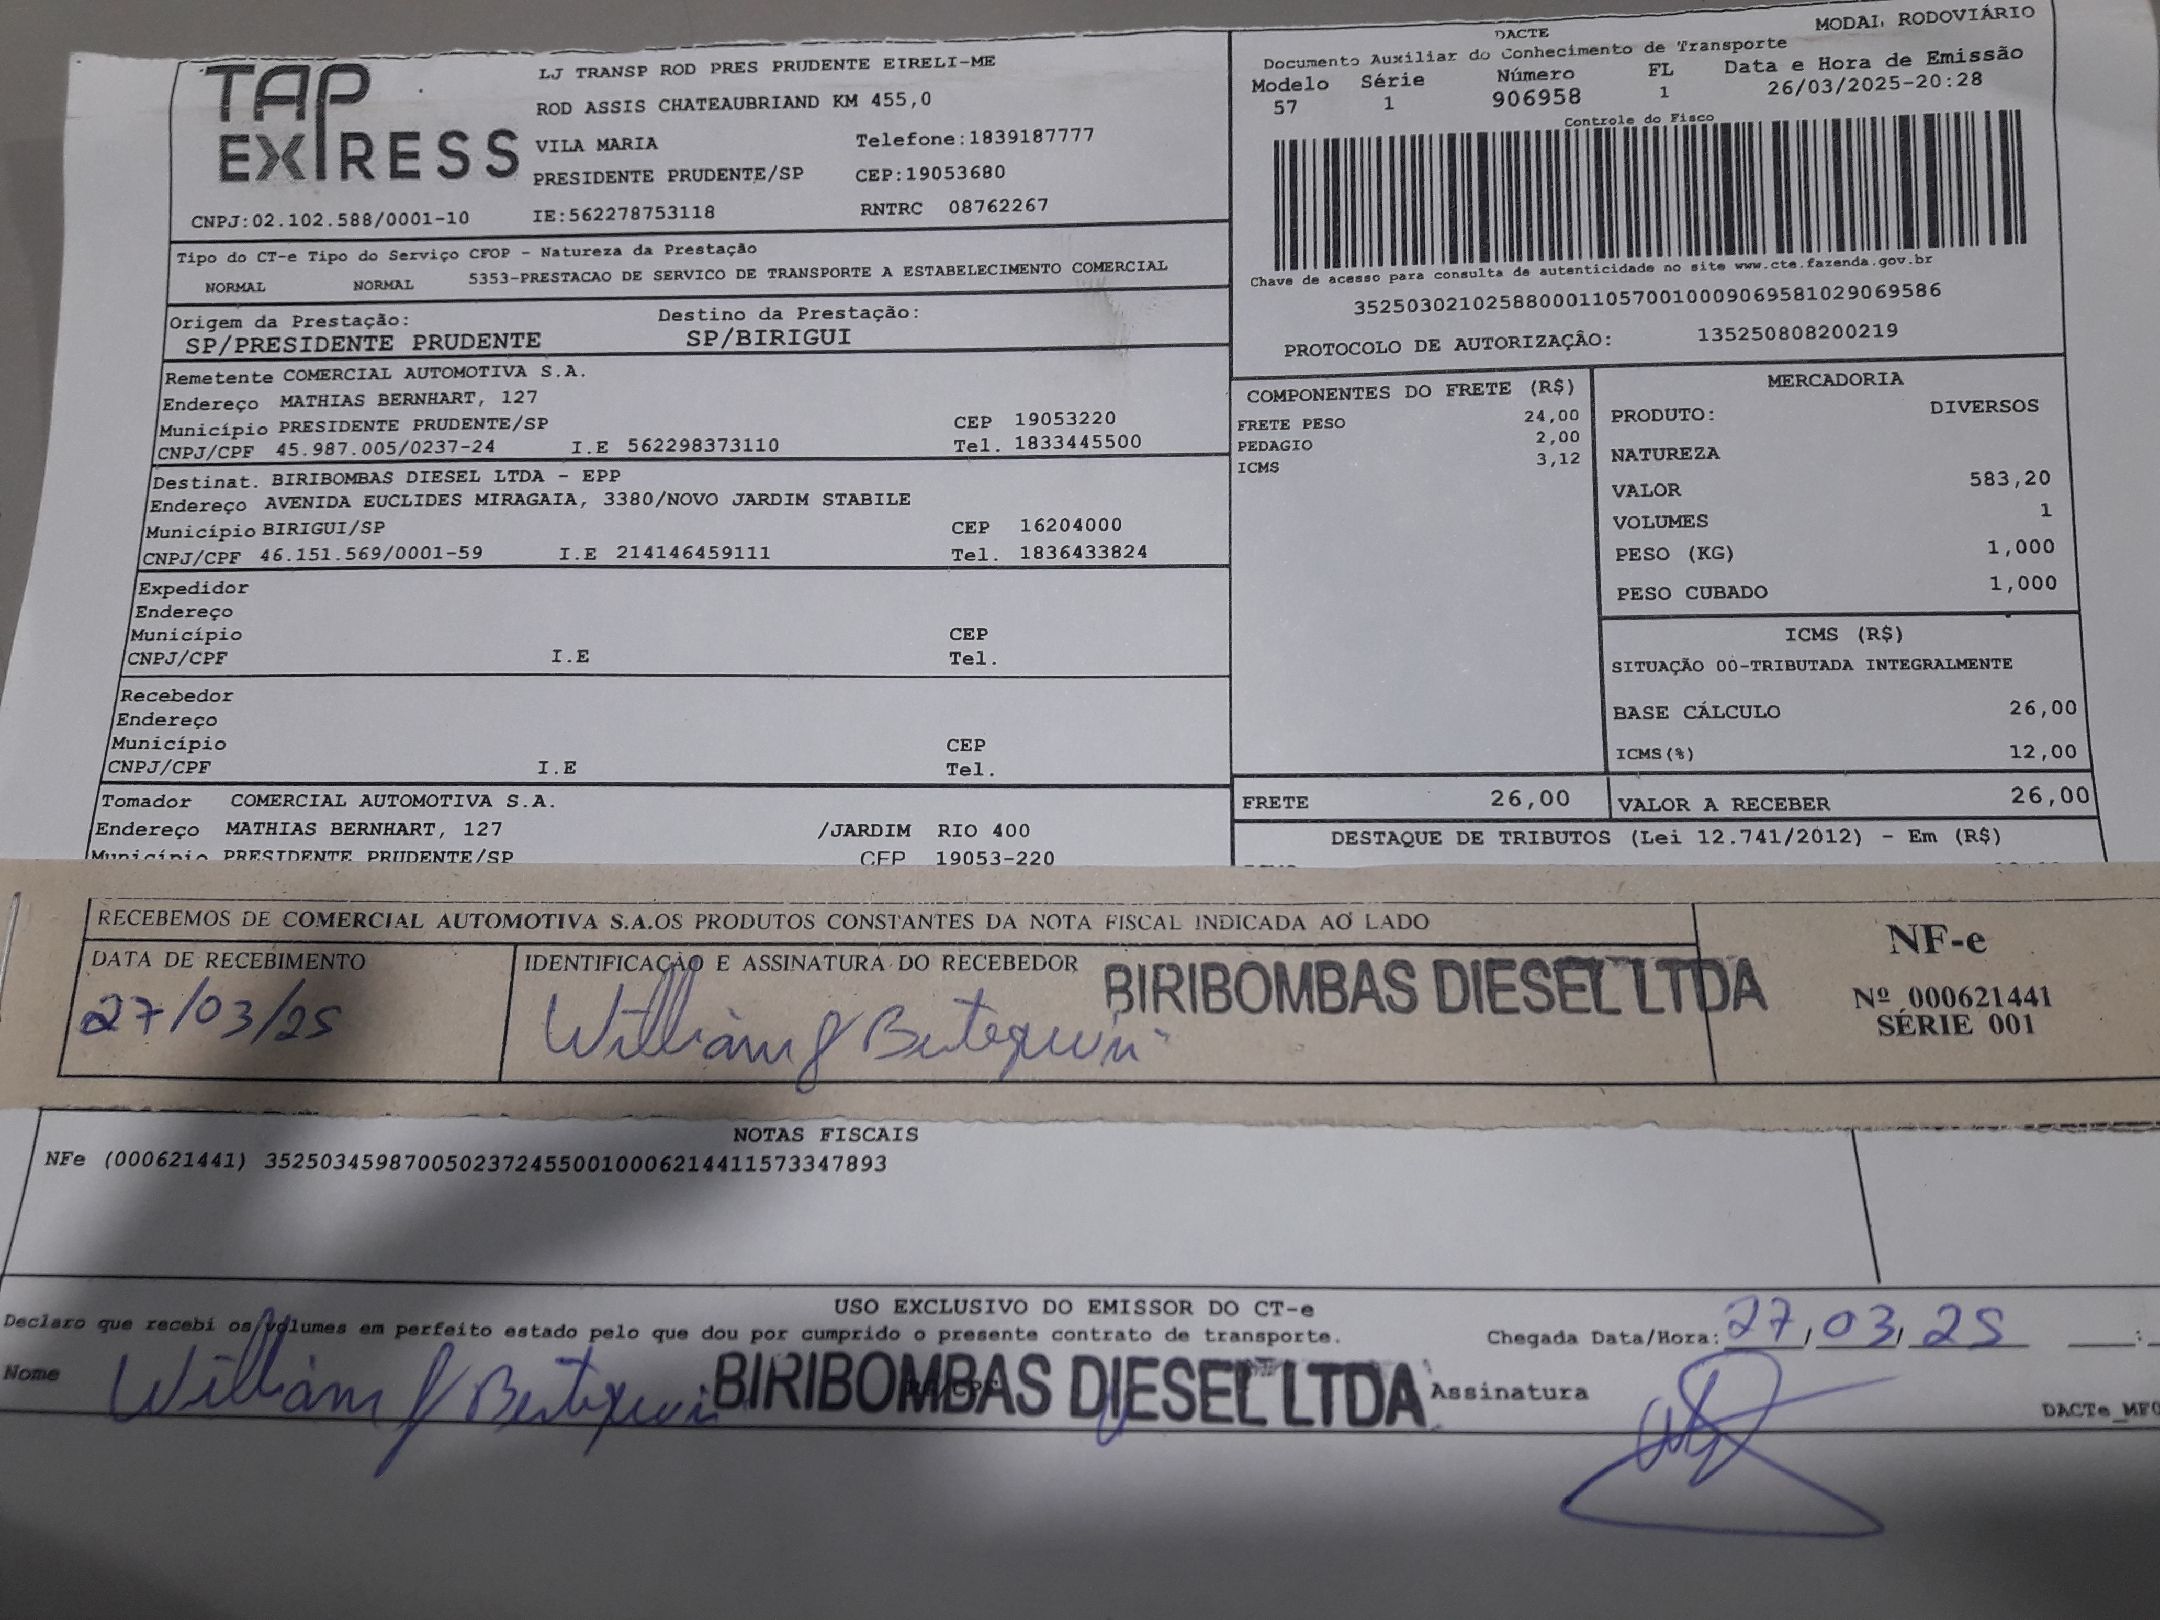 TAP EXPRESS
LJ TRANSP ROD PRES PRUDENTE EIRELI-ME
ROD ASSIS CHATEAUBRIAND KM 455,0
VILA MARIA Telefone:1839187777
PRESIDENTE PRUDENTE/SP CEP:19053680
CNPJ:02.102.588/0001-10 IE:562278753118 RNTRC 08762267
Tipo do CT-e Tipo do Serviço CFOP - Natureza da Prestação
NORMAL NORMAL 5353-PRESTACAO DE SERVICO DE TRANSPORTE A ESTABELECIMENTO COMERCIAL
Origem da Prestação: Destino da Prestação:
SP/PRESIDENTE PRUDENTE SP/BIRIGUI
Remetente COMERCIAL AUTOMOTIVA S.A.
Endereço MATHIAS BERNHART, 127
Município PRESIDENTE PRUDENTE/SP CEP 19053220
CNPJ/CPF 45.987.005/0237-24 I.E 562298373110 Tel. 1833445500
Destinat. BIRIBOMBAS DIESEL LTDA - EPP
Endereço AVENIDA EUCLIDES MIRAGAIA, 3380/NOVO JARDIM STABILE
Município BIRIGUI/SP CEP 16204000
CNPJ/CPF 46.151.569/0001-59 I.E 214146459111 Tel. 1836433824
Expedidor
Endereço
Município CEP
CNPJ/CPF I.E Tel.
Recebedor
Endereço
Município CEP
CNPJ/CPF I.E Tel.
Tomador COMERCIAL AUTOMOTIVA S.A.
Endereço MATHIAS BERNHART, 127 /JARDIM RIO 400
Município PRESIDENTE PRUDENTE/SP CEP 19053-220
DACTE MODAL RODOVIÁRIO
Documento Auxiliar do Conhecimento de Transporte
Modelo Série Número FL Data e Hora de Emissão
57 1 906958 1 26/03/2025-20:28
Controle do Fisco
Chave de acesso para consulta de autenticidade no site www.cte.fazenda.gov.br
35250302102588000110570010009069581029069586
PROTOCOLO DE AUTORIZAÇÂO: 135250808200219
COMPONENTES DO FRETE (R$)
FRETE PESO 24,00
PEDAGIO 2,00
ICMS 3,12
MERCADORIA
PRODUTO: DIVERSOS
NATUREZA
VALOR 583,20
VOLUMES 1
PESO (KG) 1,000
PESO CUBADO 1,000
ICMS (R$)
SITUAÇÃO 00-TRIBUTADA INTEGRALMENTE
BASE CÁLCULO 26,00
ICMS(%) 12,00
FRETE 26,00 VALOR A RECEBER 26,00
DESTAQUE DE TRIBUTOS (Lei 12.741/2012) - Em (R$)
RECEBEMOS DE COMERCIAL AUTOMOTIVA S.A.OS PRODUTOS CONSTANTES DA NOTA FISCAL INDICADA AO LADO
DATA DE RECEBIMENTO IDENTIFICAÇÃO E ASSINATURA DO RECEBEDOR
27/03/25 William Bertequini BIRIBOMBAS DIESEL LTDA
NF-e
Nº 000621441
SÉRIE 001
NOTAS FISCAIS
NFe (000621441) 35250345987005023724550010006214411573347893
USO EXCLUSIVO DO EMISSOR DO CT-e
Declaro que recebi os volumes em perfeito estado pelo que dou por cumprido o presente contrato de transporte. Chegada Data/Hora: 27/03/25 :
Nome William Bertequini BIRIBOMBAS DIESEL LTDA Assinatura